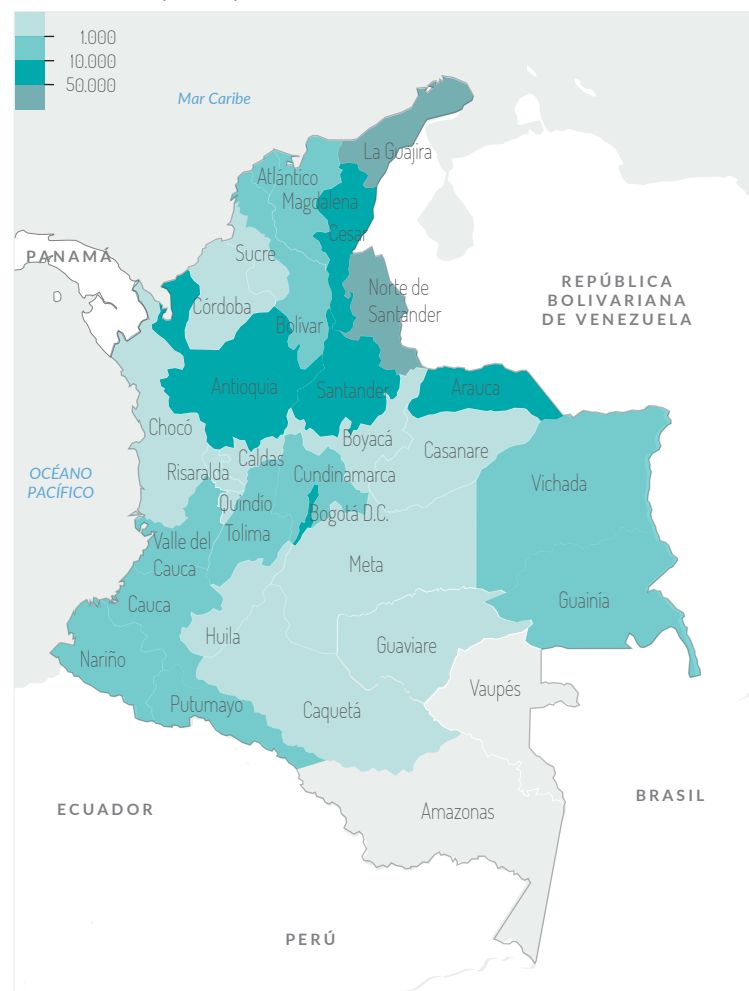 1.000
10.000
50.000
Mar Caribe
La Guajira
Atlántico
Magdalena
Cesar
PANAMÁ
Sucre
REPÚBLICA
BOLIVARIANA
DE VENEZUELA
Norte de
Santander
D
Córdoba
Bolívar
Antioquia
Santander
Arauca
Chocó
Boyacá
Casanare
Caldas
Risaralda
Cundinamarca
OCÉANO
PACÍFICO
Vichada
Quindío
Bogotá D.C.
Tolima
Valle del
Cauca
Meta
Cauca
Guainía
Huila
Guaviare
Nariño
Vaupés
Putumayo
Caquetá
ECUADOR
BRASIL
Amazonas
PERÚ